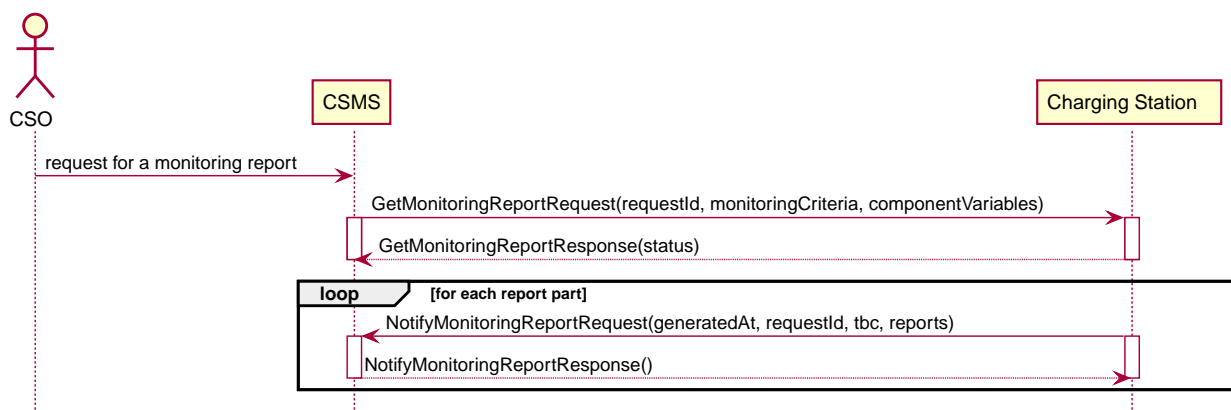 CSO
CSMS
Charging Station
request for a monitoring report
GetMonitoringReportRequest(requestId, monitoringCriteria, componentVariables)
GetMonitoringReportResponse(status)
loop [for each report part]
NotifyMonitoringReportRequest(generatedAt, requestId, tbc, reports)
NotifyMonitoringReportResponse()